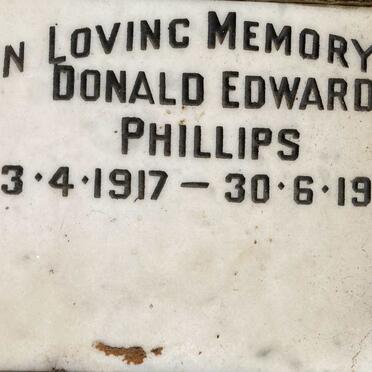 N LOVING MEMORY
DONALD EDWARD
PHILLIPS
3·4·1917 — 30·6·19